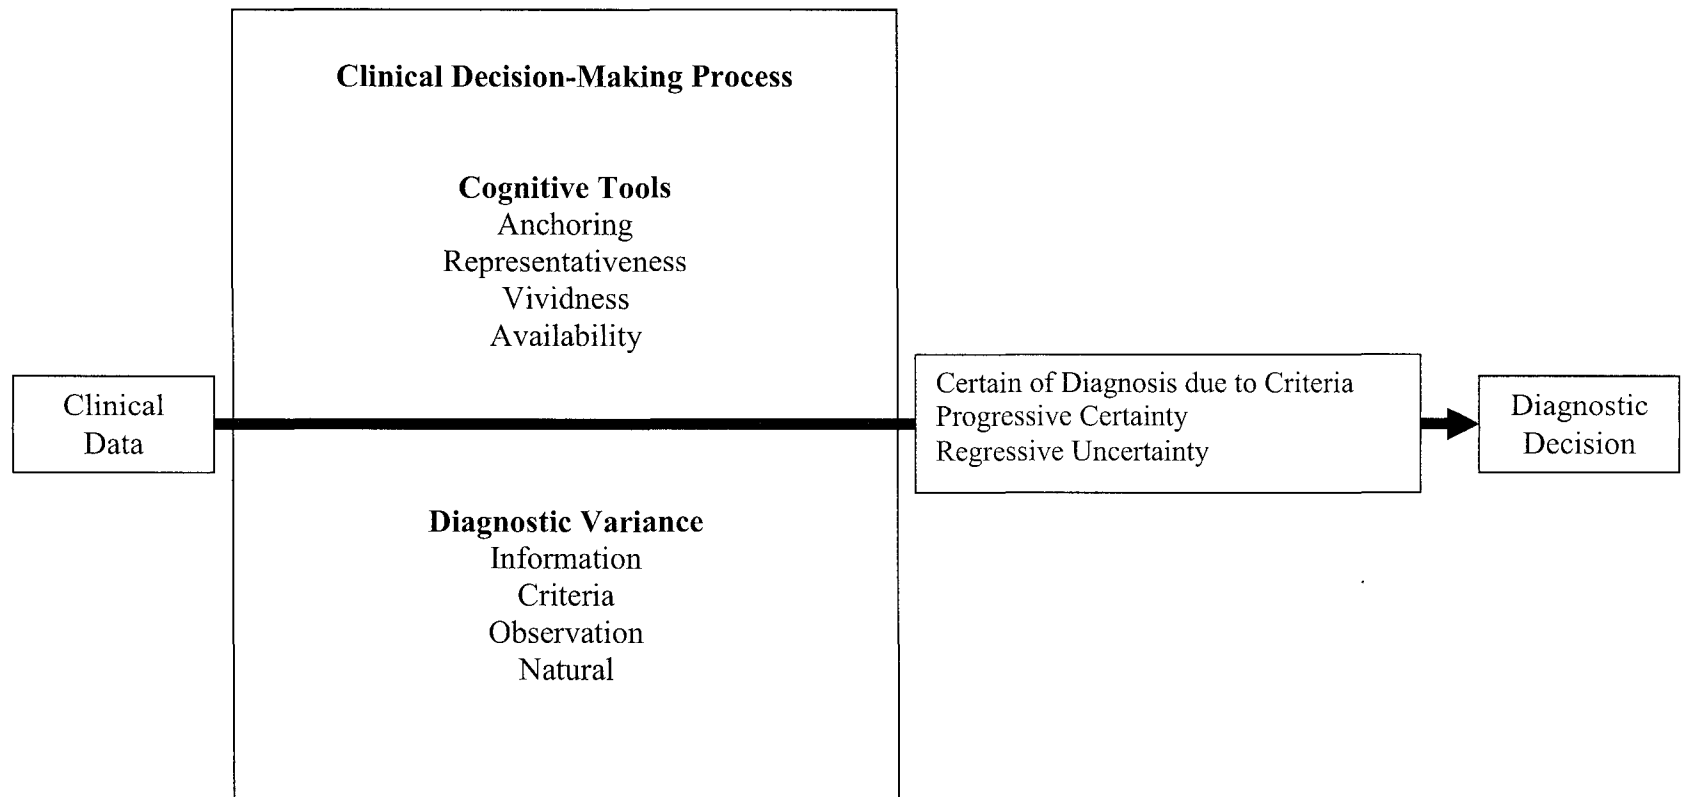 Clinical Decision-Making Process
Cognitive Tools
Anchoring
Representativeness
Vividness
Availability
Clinical
Data
Certain of Diagnosis due to Criteria
Progressive Certainty
Regressive Uncertainty
Diagnostic
Decision
Diagnostic Variance
Information
Criteria
Observation
Natural